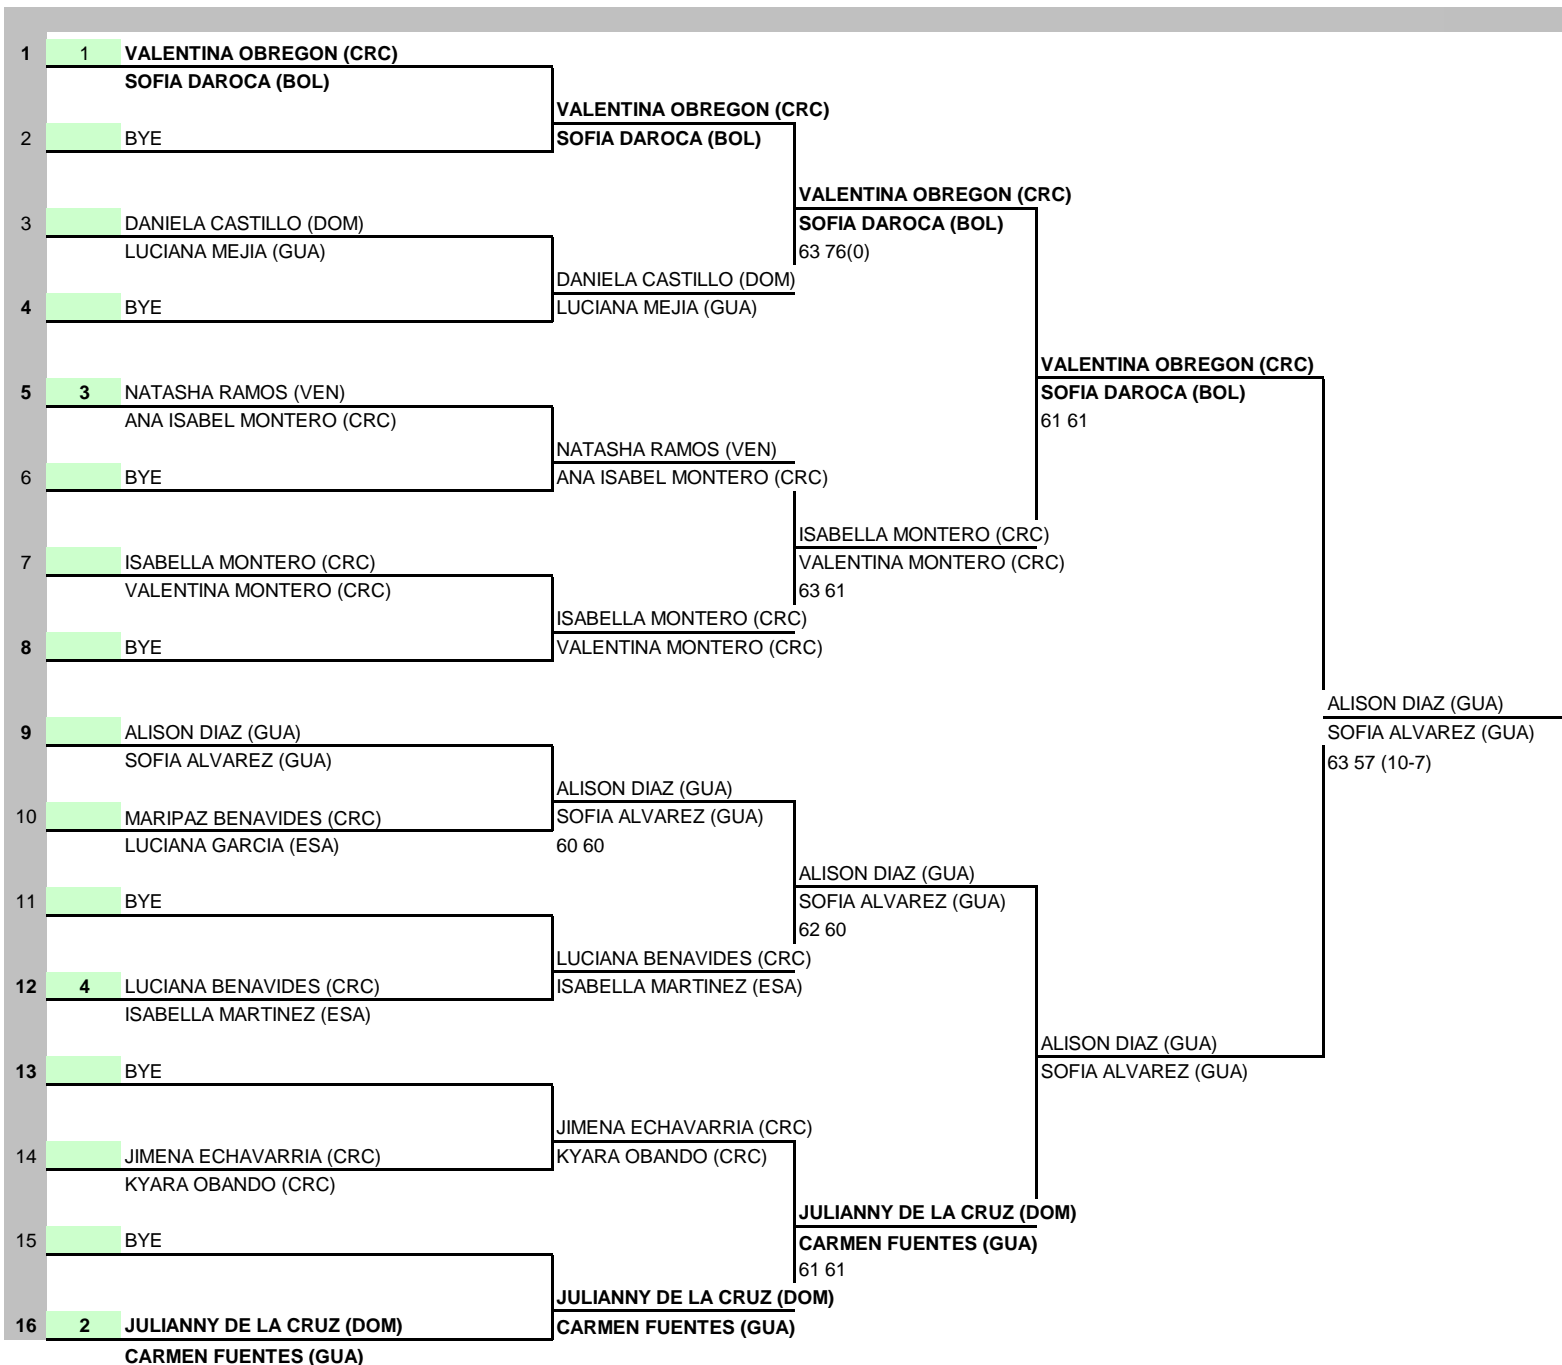 1 1 VALENTINA OBREGON (CRC)
SOFIA DAROCA (BOL)
VALENTINA OBREGON (CRC)
2 BYE SOFIA DAROCA (BOL)
VALENTINA OBREGON (CRC)
3 DANIELA CASTILLO (DOM) SOFIA DAROCA (BOL)
LUCIANA MEJIA (GUA) 63 76(0)
DANIELA CASTILLO (DOM)
4 BYE LUCIANA MEJIA (GUA)
VALENTINA OBREGON (CRC)
5 3 NATASHA RAMOS (VEN) SOFIA DAROCA (BOL)
ANA ISABEL MONTERO (CRC) 61 61
NATASHA RAMOS (VEN)
6 BYE ANA ISABEL MONTERO (CRC)
ISABELLA MONTERO (CRC)
7 ISABELLA MONTERO (CRC) VALENTINA MONTERO (CRC)
VALENTINA MONTERO (CRC) 63 61
ISABELLA MONTERO (CRC)
8 BYE VALENTINA MONTERO (CRC)
ALISON DIAZ (GUA)
9 ALISON DIAZ (GUA) SOFIA ALVAREZ (GUA)
SOFIA ALVAREZ (GUA) 63 57 (10-7)
ALISON DIAZ (GUA)
10 MARIPAZ BENAVIDES (CRC) SOFIA ALVAREZ (GUA)
LUCIANA GARCIA (ESA) 60 60
ALISON DIAZ (GUA)
11 BYE SOFIA ALVAREZ (GUA)
62 60
LUCIANA BENAVIDES (CRC)
12 4 LUCIANA BENAVIDES (CRC) ISABELLA MARTINEZ (ESA)
ISABELLA MARTINEZ (ESA)
ALISON DIAZ (GUA)
13 BYE SOFIA ALVAREZ (GUA)
JIMENA ECHAVARRIA (CRC)
14 JIMENA ECHAVARRIA (CRC) KYARA OBANDO (CRC)
KYARA OBANDO (CRC)
JULIANNY DE LA CRUZ (DOM)
15 BYE CARMEN FUENTES (GUA)
61 61
JULIANNY DE LA CRUZ (DOM)
16 2 JULIANNY DE LA CRUZ (DOM) CARMEN FUENTES (GUA)
CARMEN FUENTES (GUA)